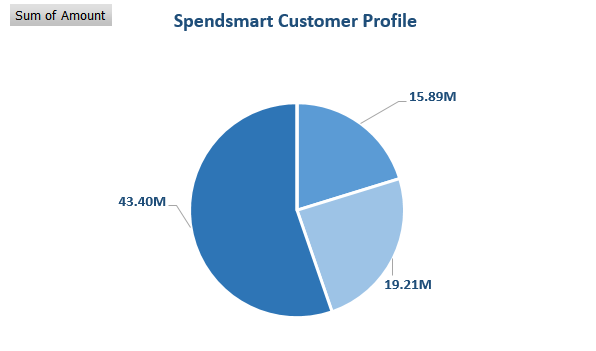 Sum of Amount
Spendsmart Customer Profile
15.89M
43.40M
19.21M